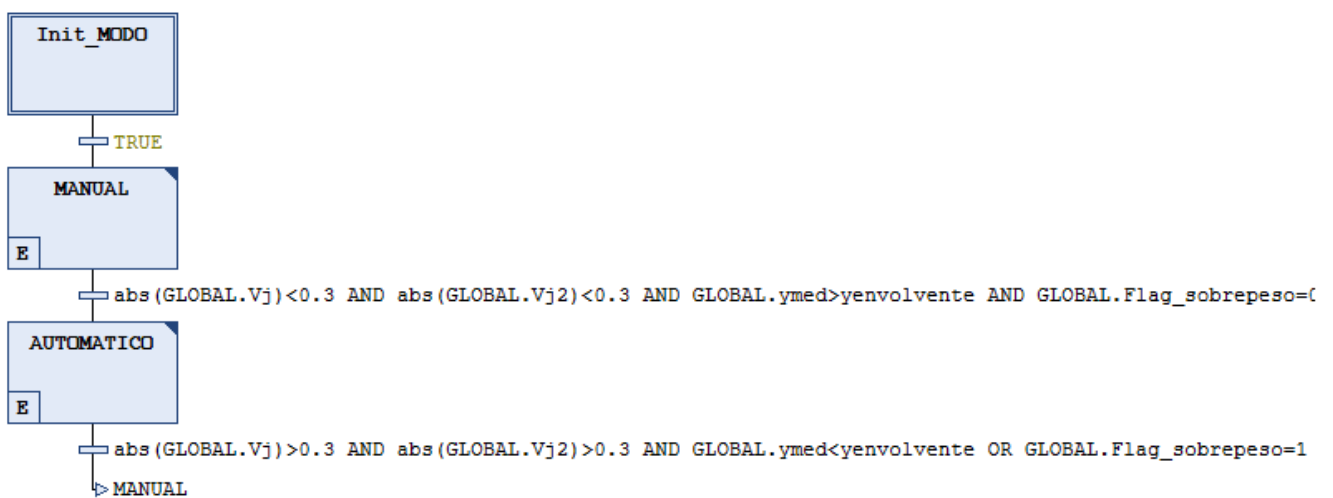 Init_MODO
TRUE
MANUAL
E
abs(GLOBAL.Vj)<0.3 AND abs(GLOBAL.Vj2)<0.3 AND GLOBAL.ymed>yenvolvente AND GLOBAL.Flag_sobrepeso=
AUTOMATICO
E
abs(GLOBAL.Vj)>0.3 AND abs(GLOBAL.Vj2)>0.3 AND GLOBAL.ymed<yenvolvente OR GLOBAL.Flag_sobrepeso=1
MANUAL